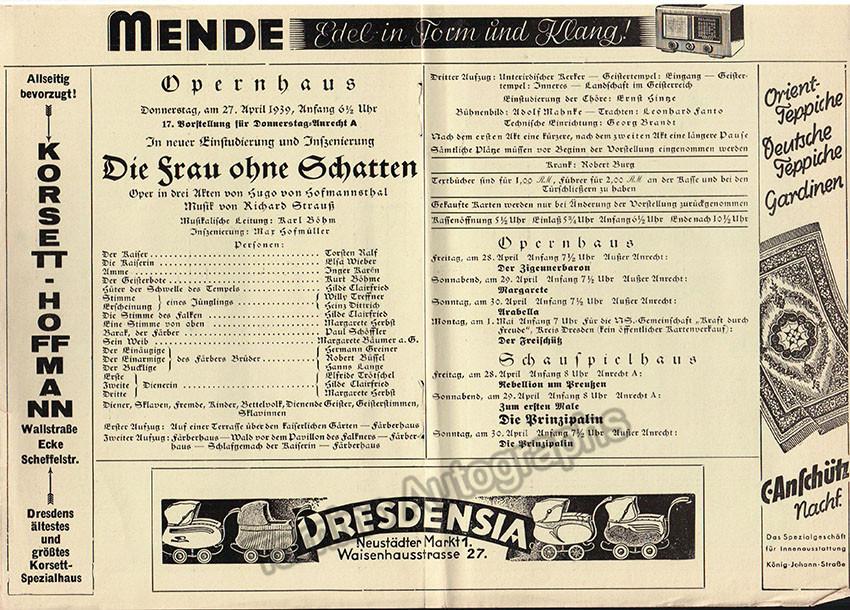 MENDE Edel in Form und Klang!
Allseitig
bevorzugt!
KORSETT-HOFFMANN
Wallstraße
Ecke
Scheffelstr.
Dresdens
ältestes
und
größtes
Korsett-
Spezialhaus
Opernhaus
Donnerstag, am 27. April 1939, Anfang 6½ Uhr
17. Vorstellung für Donnerstag-Anrecht A
In neuer Einstudierung und Inszenierung
Die Frau ohne Schatten
Oper in drei Akten von Hugo von Hofmannsthal
Musik von Richard Strauß
Musikalische Leitung: Karl Böhm
Inszenierung: Max Hofmüller
Personen:
Der Kaiser Torsten Ralf
Die Kaiserin Elsa Wieber
Amme Inger Karén
Der Geisterbote Kurt Böhme
Hüter der Schwelle des Tempels Hilde Clairfried
Stimme } eines Jünglings { Willy Treffner
Erscheinung Heinz Dittrich
Die Stimme des Falken Hilde Clairfried
Eine Stimme von oben Margarete Herbst
Barak, der Färber Paul Schöffler
Sein Weib Margarete Bäumer a. G.
Der Einäugige Hermann Greiner
Der Einarmige } des Färbers Brüder { Robert Büssel
Der Bucklige Hanns Lange
Erste Elfride Trötschel
Zweite } Dienerin { Hilde Clairfried
Dritte Margarete Herbst
Diener, Sklaven, Fremde, Kinder, Bettelvolk, Dienende Geister, Geisterstimmen,
Sklavinnen
Erster Aufzug: Auf einer Terrasse über den kaiserlichen Gärten — Färberhaus
Zweiter Aufzug: Färberhaus — Wald vor dem Pavillon des Falkners — Färber-
haus — Schlafgemach der Kaiserin — Färberhaus
Dritter Aufzug: Unterirdischer Kerker — Geistertempel: Eingang — Geister-
tempel: Inneres — Landschaft im Geisterreich
Einstudierung der Chöre: Ernst Hintze
Bühnenbild: Adolf Mahnke — Trachten: Leonhard Fanto
Technische Einrichtung: Georg Brandt
Nach dem ersten Akt eine kürzere, nach dem zweiten Akt eine längere Pause
Sämtliche Plätze müssen vor Beginn der Vorstellung eingenommen werden
Krank: Robert Burg
Textbücher sind für 1,00 RM, Führer für 2,00 RM an der Kasse und bei den
Türschließern zu haben
Gekaufte Karten werden nur bei Änderung der Vorstellung zurückgenommen
Kassenöffnung 5½ Uhr Einlaß 5¾ Uhr Anfang 6½ Uhr Ende nach 10½ Uhr
Opernhaus
Freitag, am 28. April Anfang 7½ Uhr Außer Anrecht:
Der Zigeunerbaron
Sonnabend, am 29. April Anfang 7½ Uhr Außer Anrecht:
Margarete
Sonntag, am 30. April Anfang 7½ Uhr Außer Anrecht:
Arabella
Montag, am 1. Mai Anfang 7 Uhr Für die NS.-Gemeinschaft „Kraft durch
Freude“, Kreis Dresden (kein öffentlicher Kartenverkauf):
Der Freischütz
Schauspielhaus
Freitag, am 28. April Anfang 8 Uhr Anrecht A:
Rebellion um Preußen
Sonnabend, am 29. April Anfang 8 Uhr Anrecht A:
Zum ersten Male
Die Prinzipalin
Sonntag, am 30. April Anfang 7½ Uhr Außer Anrecht:
Die Prinzipalin
Orient-
Teppiche
Deutsche
Teppiche
Gardinen
C. Anschütz
Nachf.
Das Spezialgeschäft
für Innenausstattung
König-Johann-Straße
DRESDENSIA
Neustädter Markt 1.
Waisenhausstrasse 27.
Autographs